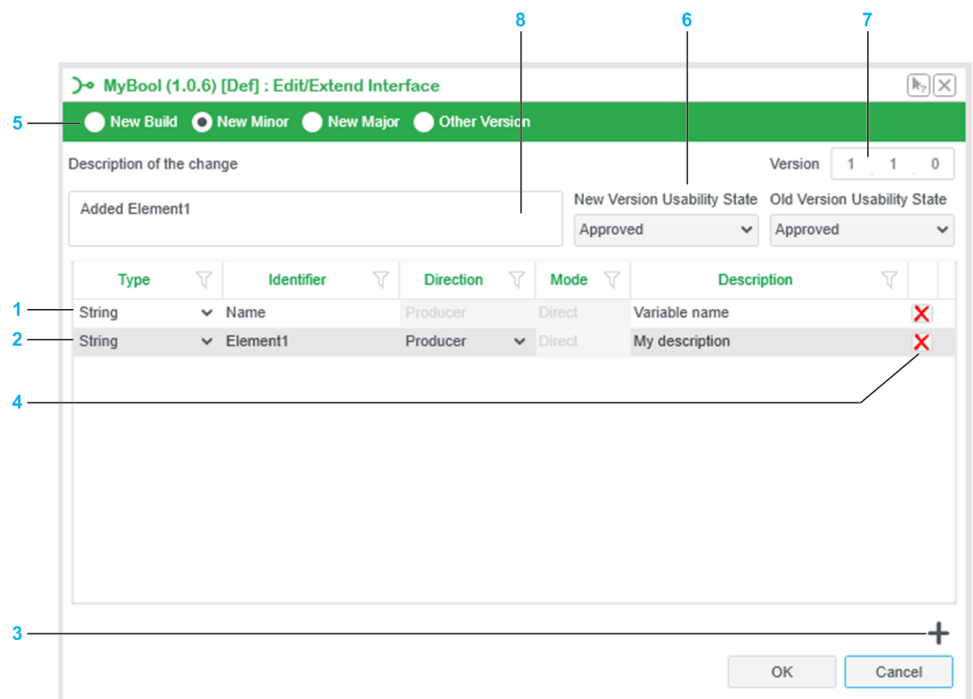 8 6 7
MyBool (1.0.6) [Def] : Edit/Extend Interface
5 New Build New Minor New Major Other Version
Description of the change Version 1 . 1 . 0
New Version Usability State Old Version Usability State
Added Element1
Approved Approved
Type Identifier Direction Mode Description
1 String Name Producer Direct Variable name
2 String Element1 Producer Direct My description
4
3
OK Cancel